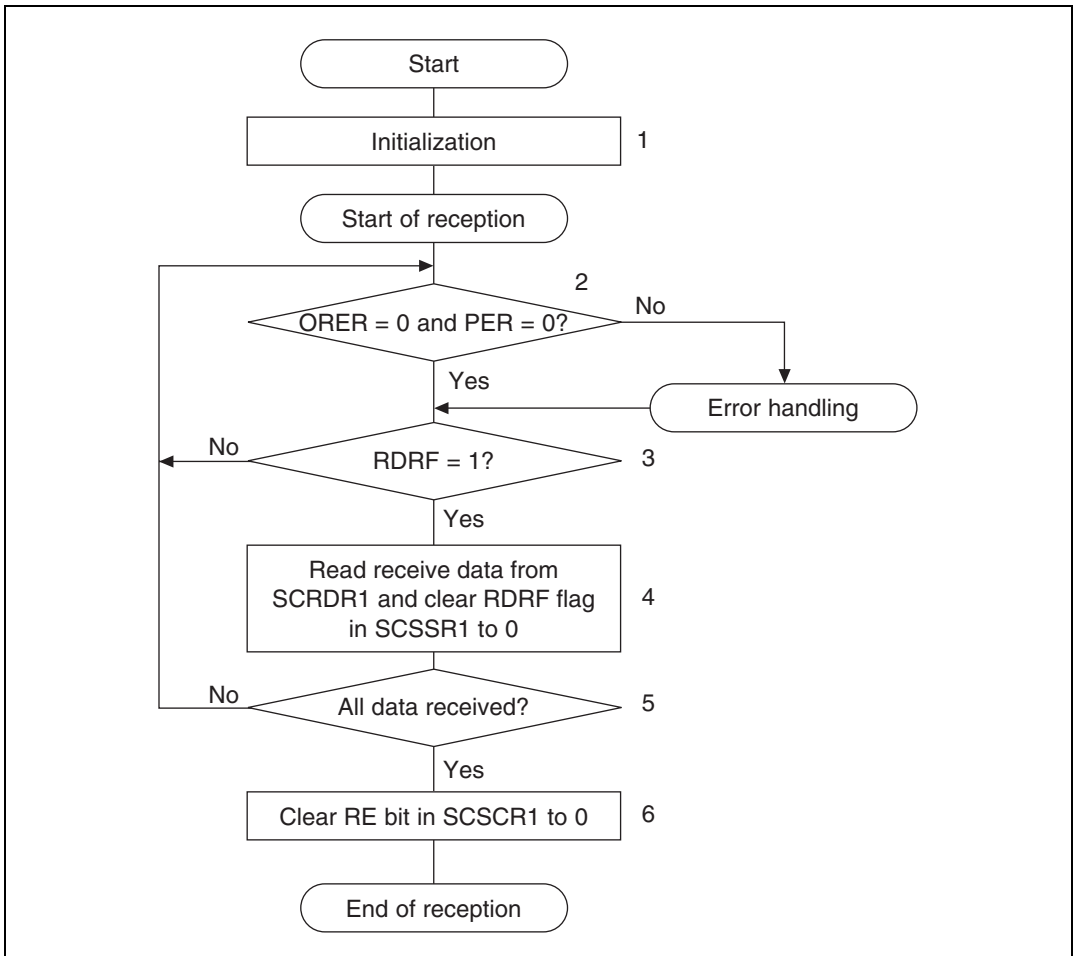 Start
Initialization
1
Start of reception
2
ORER = 0 and PER = 0?
No
Yes
Error handling
No
RDRF = 1?
3
Yes
Read receive data from
SCRDR1 and clear RDRF flag
in SCSSR1 to 0
4
No
All data received?
5
Yes
Clear RE bit in SCSCR1 to 0
6
End of reception